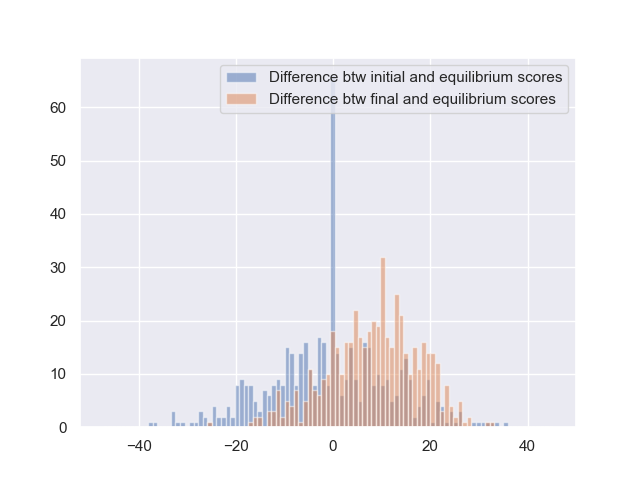 Difference btw initial and equilibrium scores
Difference btw final and equilibrium scores
60
50
40
30
20
10
0
−40 −20 0 20 40